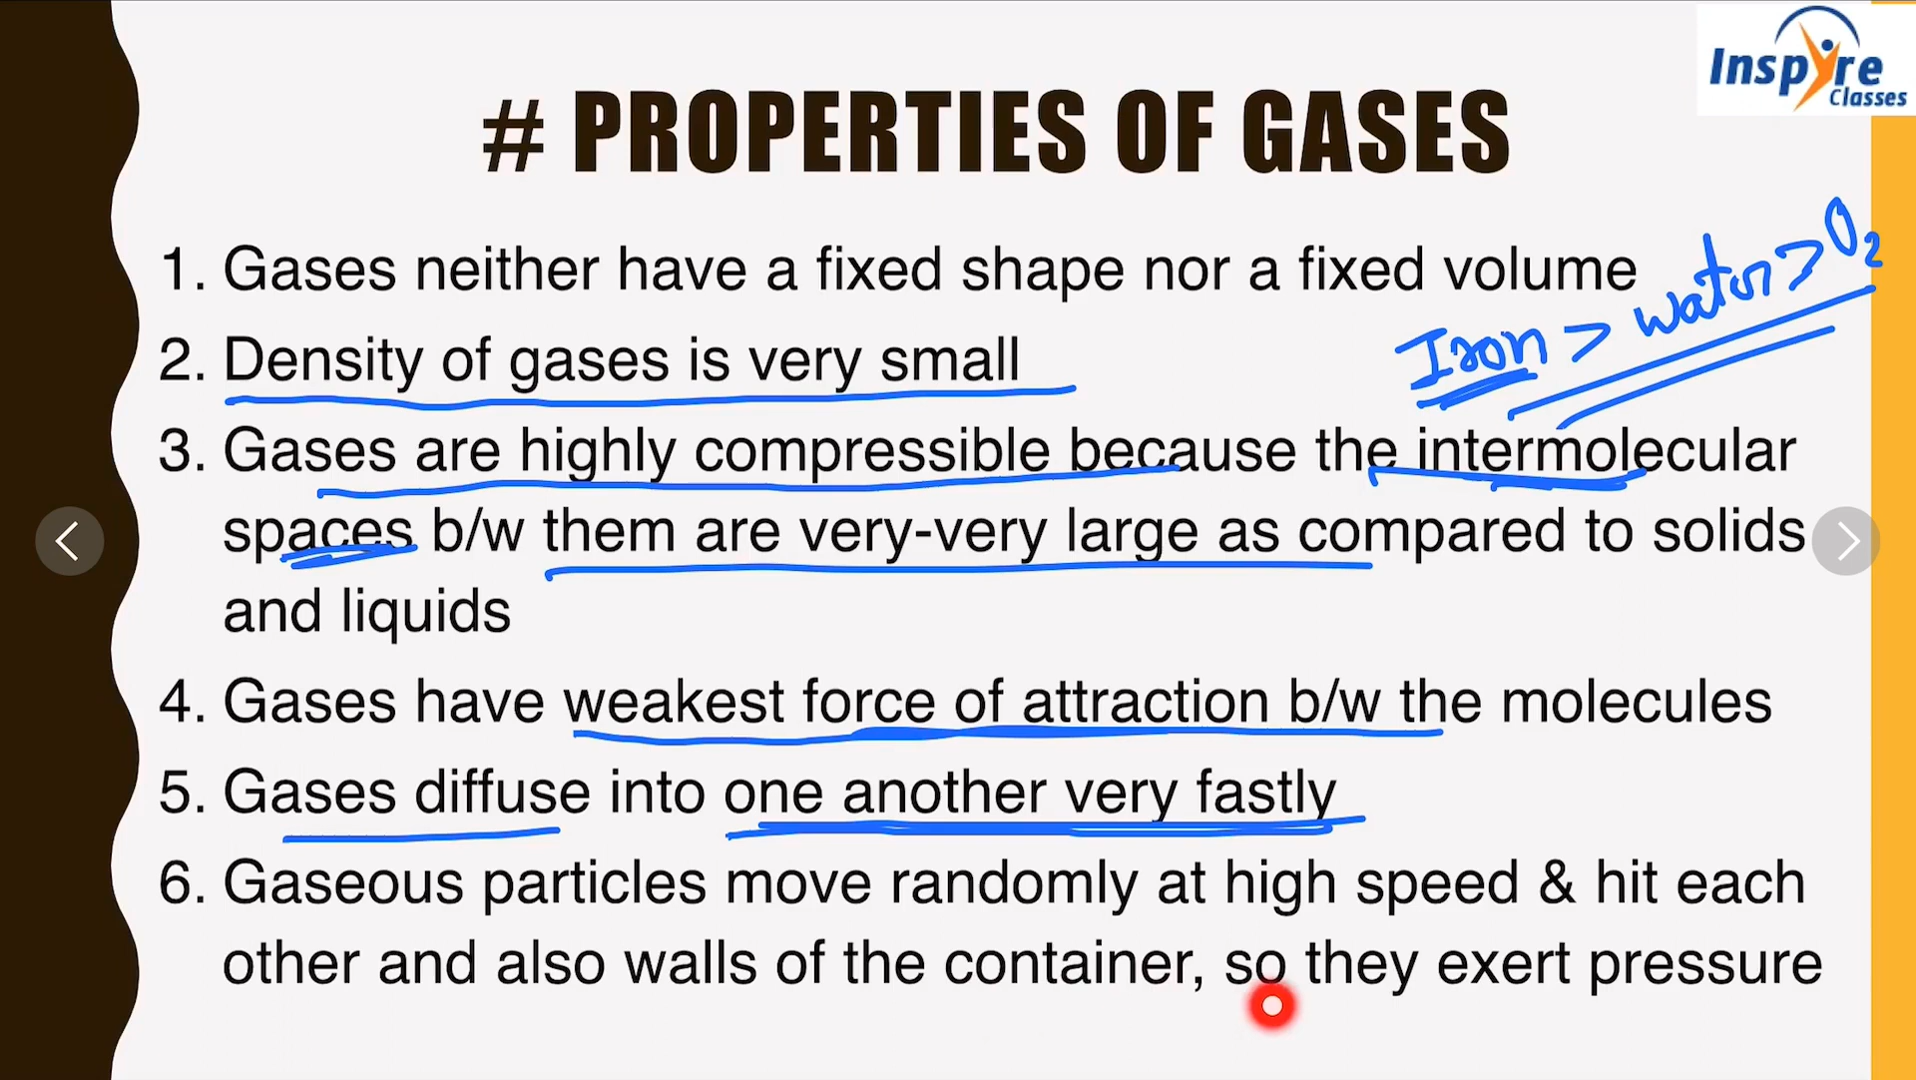 Inspyre
Classes
# PROPERTIES OF GASES
1. Gases neither have a fixed shape nor a fixed volume
Iron > water > O2
2. Density of gases is very small
3. Gases are highly compressible because the intermolecular
spaces b/w them are very-very large as compared to solids
and liquids
4. Gases have weakest force of attraction b/w the molecules
5. Gases diffuse into one another very fastly
6. Gaseous particles move randomly at high speed & hit each
other and also walls of the container, so they exert pressure